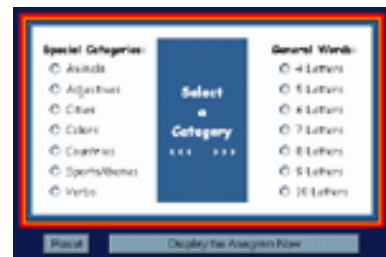 Special Categories:
Animals
Adjectives
Cities
Colors
Countries
Sports/Games
Verbs
Select
a
Category
<<< >>>
General Words:
4 Letters
5 Letters
6 Letters
7 Letters
8 Letters
9 Letters
10 Letters
Reset
Display the Anagram Now